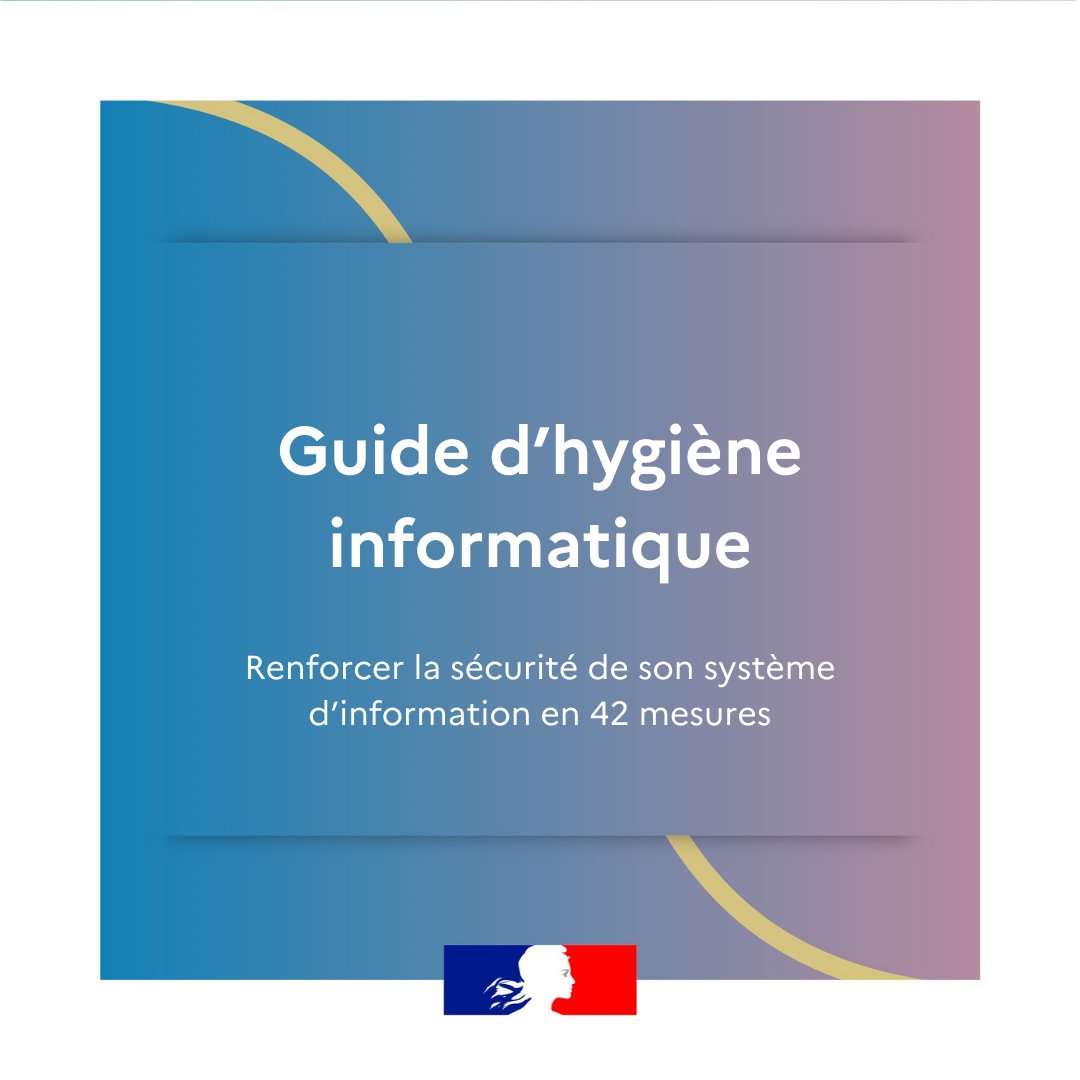 Guide d’hygiène
informatique
Renforcer la sécurité de son système
d’information en 42 mesures